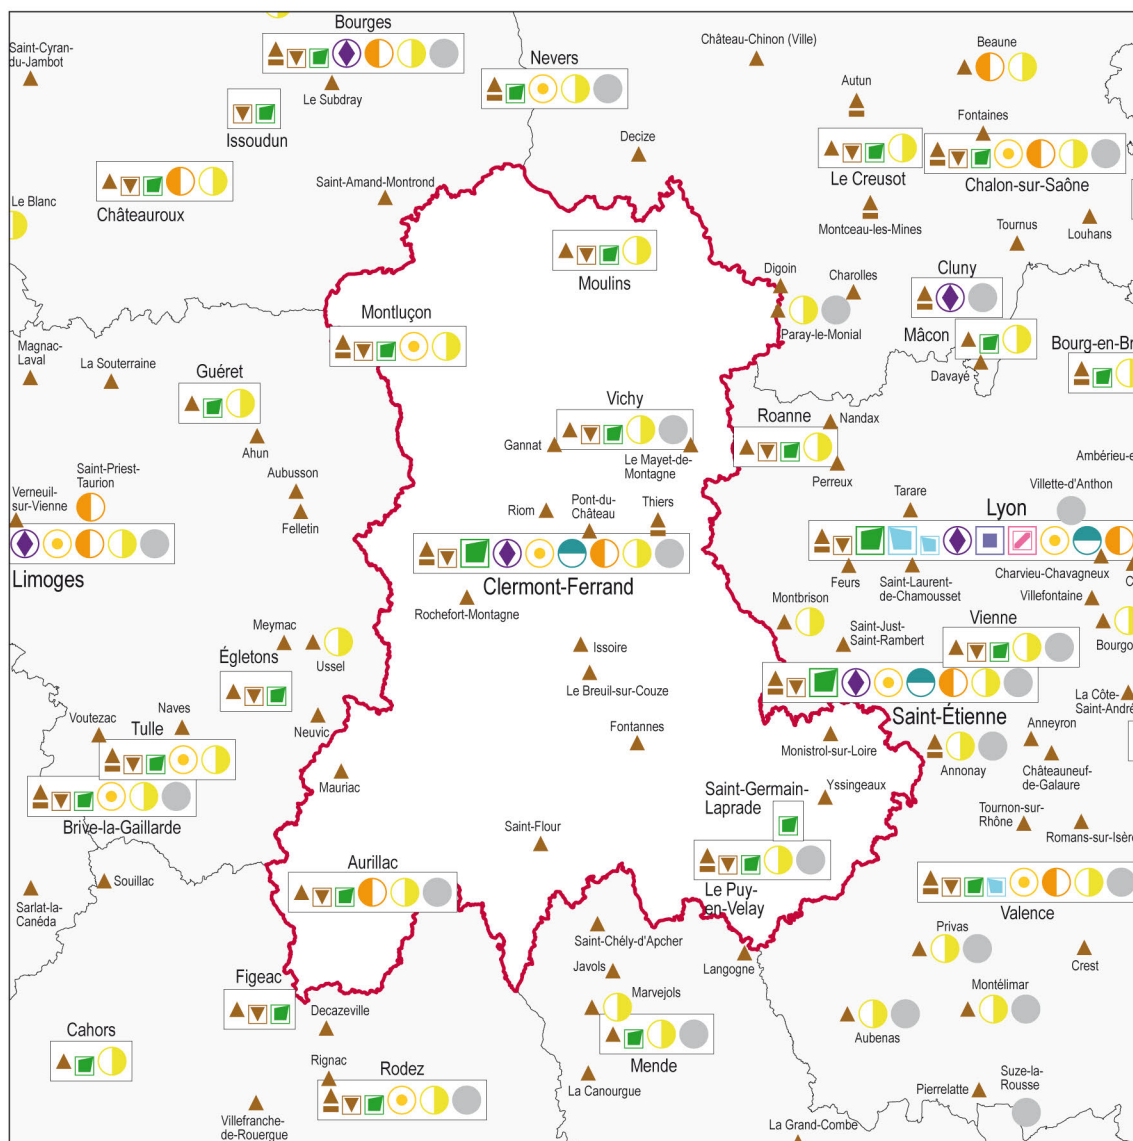 Bourges
Saint-Cyran-
du-Jambot
Le Subdray
Nevers
Château-Chinon (Ville)
Beaune
Autun
Issoudun
Decize
Fontaines
Le Creusot
Chalon-sur-Saône
Châteauroux
Saint-Amand-Montrond
Le Blanc
Montceau-les-Mines
Tournus
Louhans
Moulins
Digoin
Charolles
Cluny
Montluçon
Paray-le-Monial
Mâcon
Magnac-
Laval
La Souterraine
Guéret
Davayé
Bourg-en-Br
Vichy
Roanne
Nandax
Gannat
Le Mayet-de-
Montagne
Ahun
Perreux
Ambérieu-e
Saint-Priest-
Taurion
Aubusson
Verneuil-
sur-Vienne
Felletin
Riom
Pont-du-
Château
Thiers
Tarare
Villette-d'Anthon
Lyon
Limoges
Clermont-Ferrand
Feurs
Saint-Laurent-
de-Chamousset
Charvieu-Chavagneux
C
Rochefort-Montagne
Montbrison
Villefontaine
Meymac
Ussel
Issoire
Saint-Just-
Saint-Rambert
Vienne
Bourgo
Égletons
Le Breuil-sur-Couze
La Côte-
Saint-André
Voutezac
Naves
Tulle
Neuvic
Fontannes
Saint-Étienne
Monistrol-sur-Loire
Anneyron
Annonay
Châteauneuf-
de-Galaure
Mauriac
Brive-la-Gaillarde
Saint-Germain-
Laprade
Yssingeaux
Tournon-sur-
Rhône
Romans-sur-Isère
Saint-Flour
Aurillac
Souillac
Sarlat-la-
Canéda
Le Puy-
en-Velay
Valence
Saint-Chély-d'Apcher
Privas
Crest
Javols
Langogne
Figeac
Marvejols
Montélimar
Decazeville
Aubenas
Cahors
Mende
Rignac
Rodez
La Canourgue
Suze-la-
Rousse
Pierrelatte
Villefranche-
de-Rouergue
La Grand-Combe